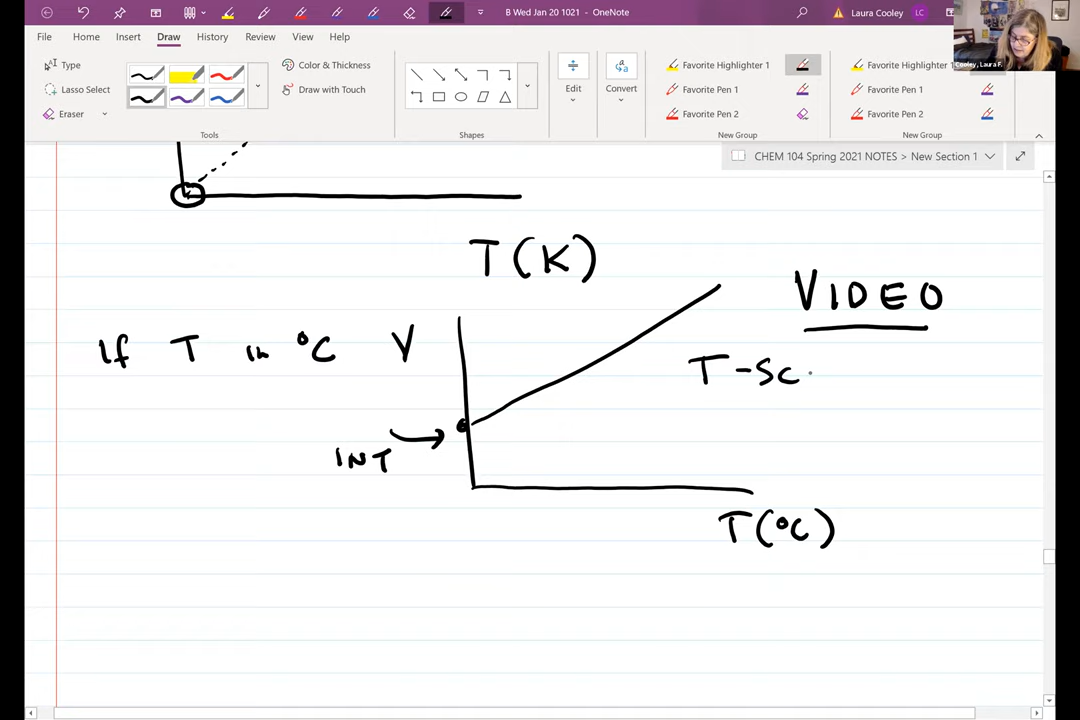 B Wed Jan 20 1021 - OneNote
Laura Cooley
LC
Cooley, Laura F.
File Home Insert Draw History Review View Help
Type
Lasso Select
Eraser
Color & Thickness
Draw with Touch
Edit
Convert
Favorite Highlighter 1
Favorite Pen 1
Favorite Pen 2
Favorite Highlighter 1
Favorite Pen 1
Favorite Pen 2
Tools
Shapes
New Group
New Group
CHEM 104 Spring 2021 NOTES > New Section 1
T(K)
VIDEO
If T in °C V
T-Sc
INT
T(°C)